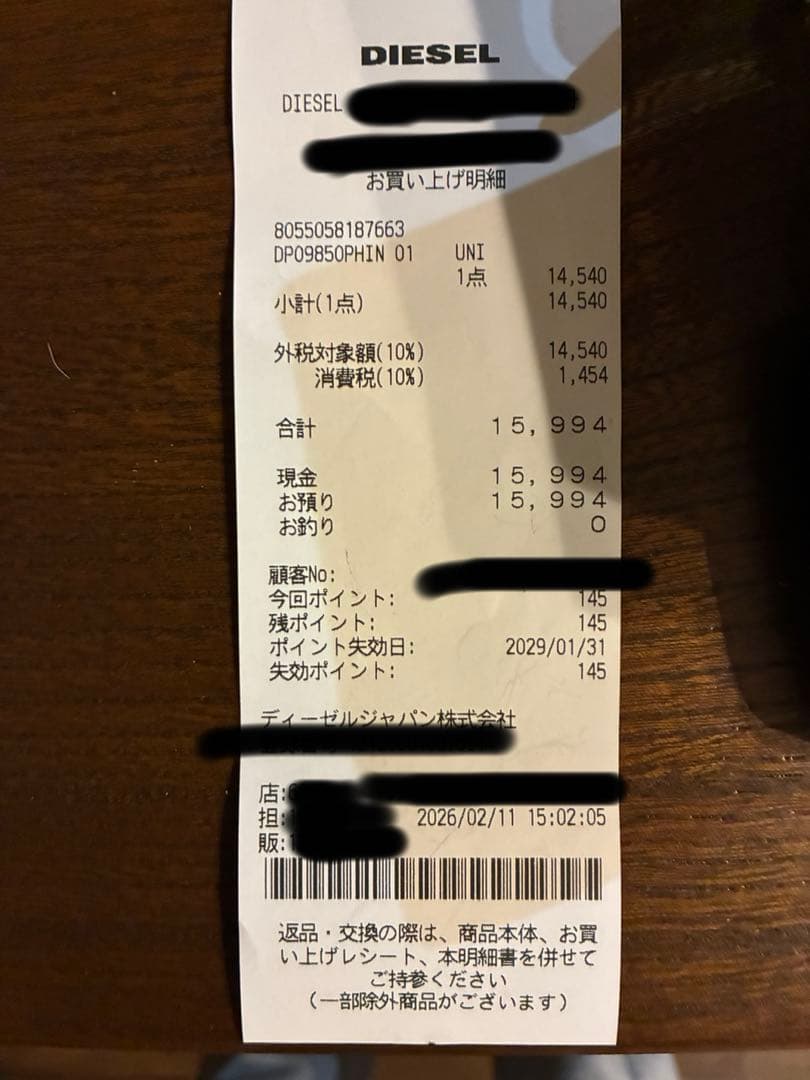 DIESEL
DIESEL
お買い上げ明細
8055058187663
DP0985OPHIN 01 UNI
1点 14,540
小計(1点) 14,540
外税対象額(10%) 14,540
消費税(10%) 1,454
合計 15,994
現金 15,994
お預り 15,994
お釣り 0
顧客No:
今回ポイント: 145
残ポイント: 145
ポイント失効日: 2029/01/31
失効ポイント: 145
ディーゼルジャパン株式会社
店:
担: 2026/02/11 15:02:05
販:
返品・交換の際は、商品本体、お買
い上げレシート、本明細書を併せて
ご持参ください
(一部除外商品がございます)